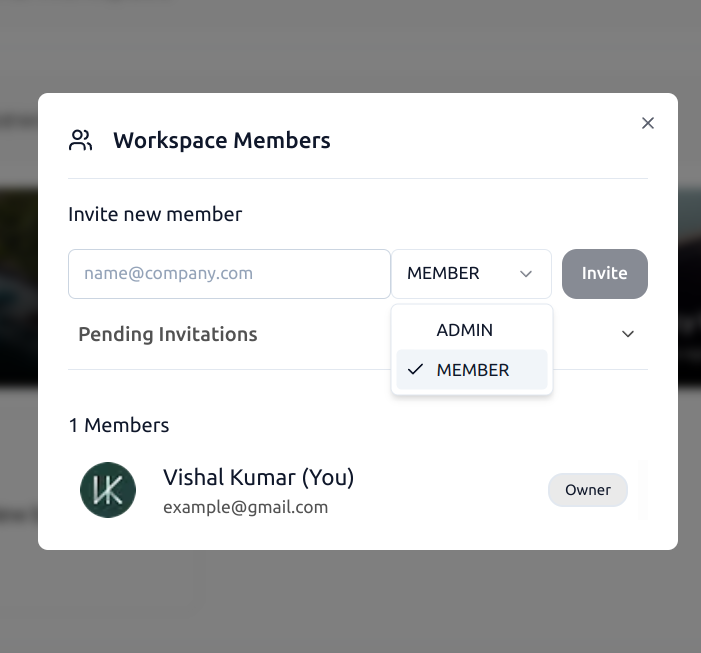 Workspace Members
Invite new member
name@company.com MEMBER Invite
Pending Invitations
ADMIN
MEMBER
1 Members
Vishal Kumar (You)
example@gmail.com
Owner